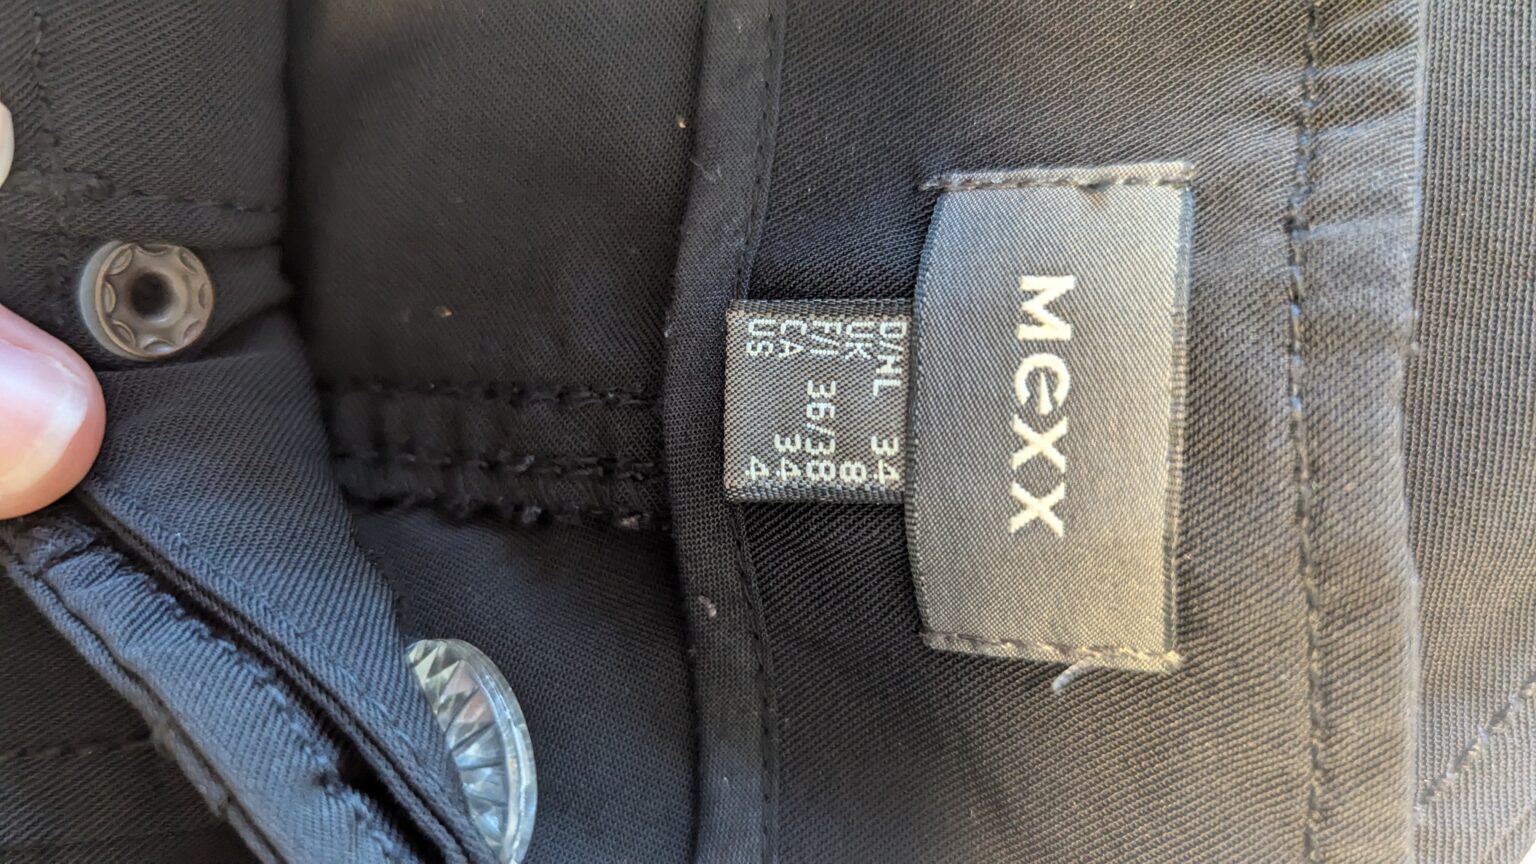 Mexx
D/NL 34
UK 8
F/I 36/38
CA 34
US 4